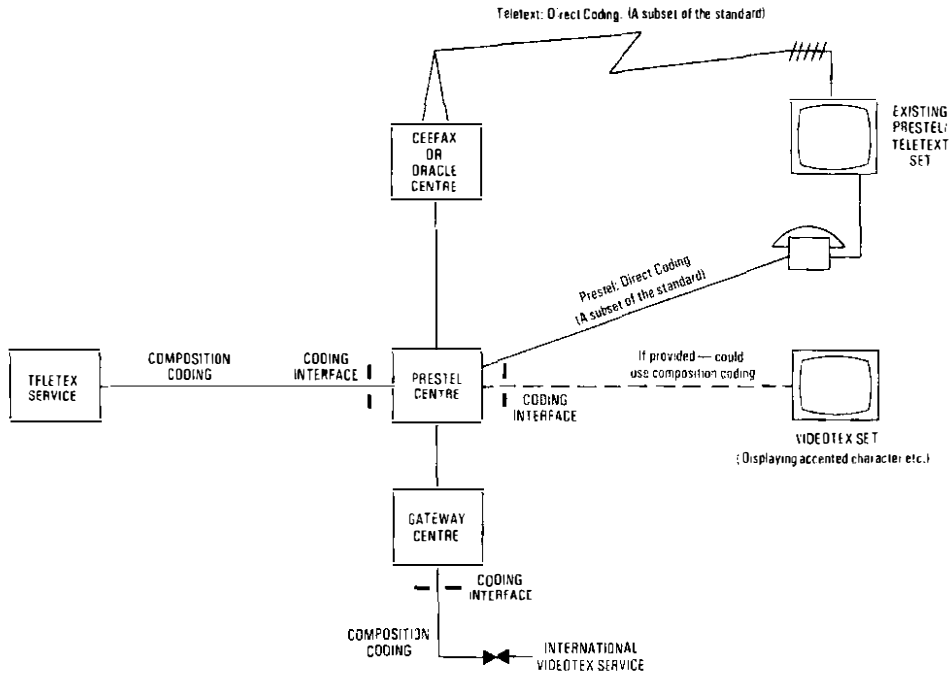 Teletext: Direct Coding. (A subset of the standard)
CEEFAX
OR
ORACLE
CENTRE
EXISTING
PRESTEL/
TELETEXT
SET
Prestel: Direct Coding
(A subset of the standard)
TELETEX
SERVICE
COMPOSITION
CODING
CODING
INTERFACE
PRESTEL
CENTRE
CODING
INTERFACE
If provided — could
use composition coding
VIDEOTEX SET
(Displaying accented character etc.)
GATEWAY
CENTRE
CODING
INTERFACE
COMPOSITION
CODING
INTERNATIONAL
VIDEOTEX SERVICE